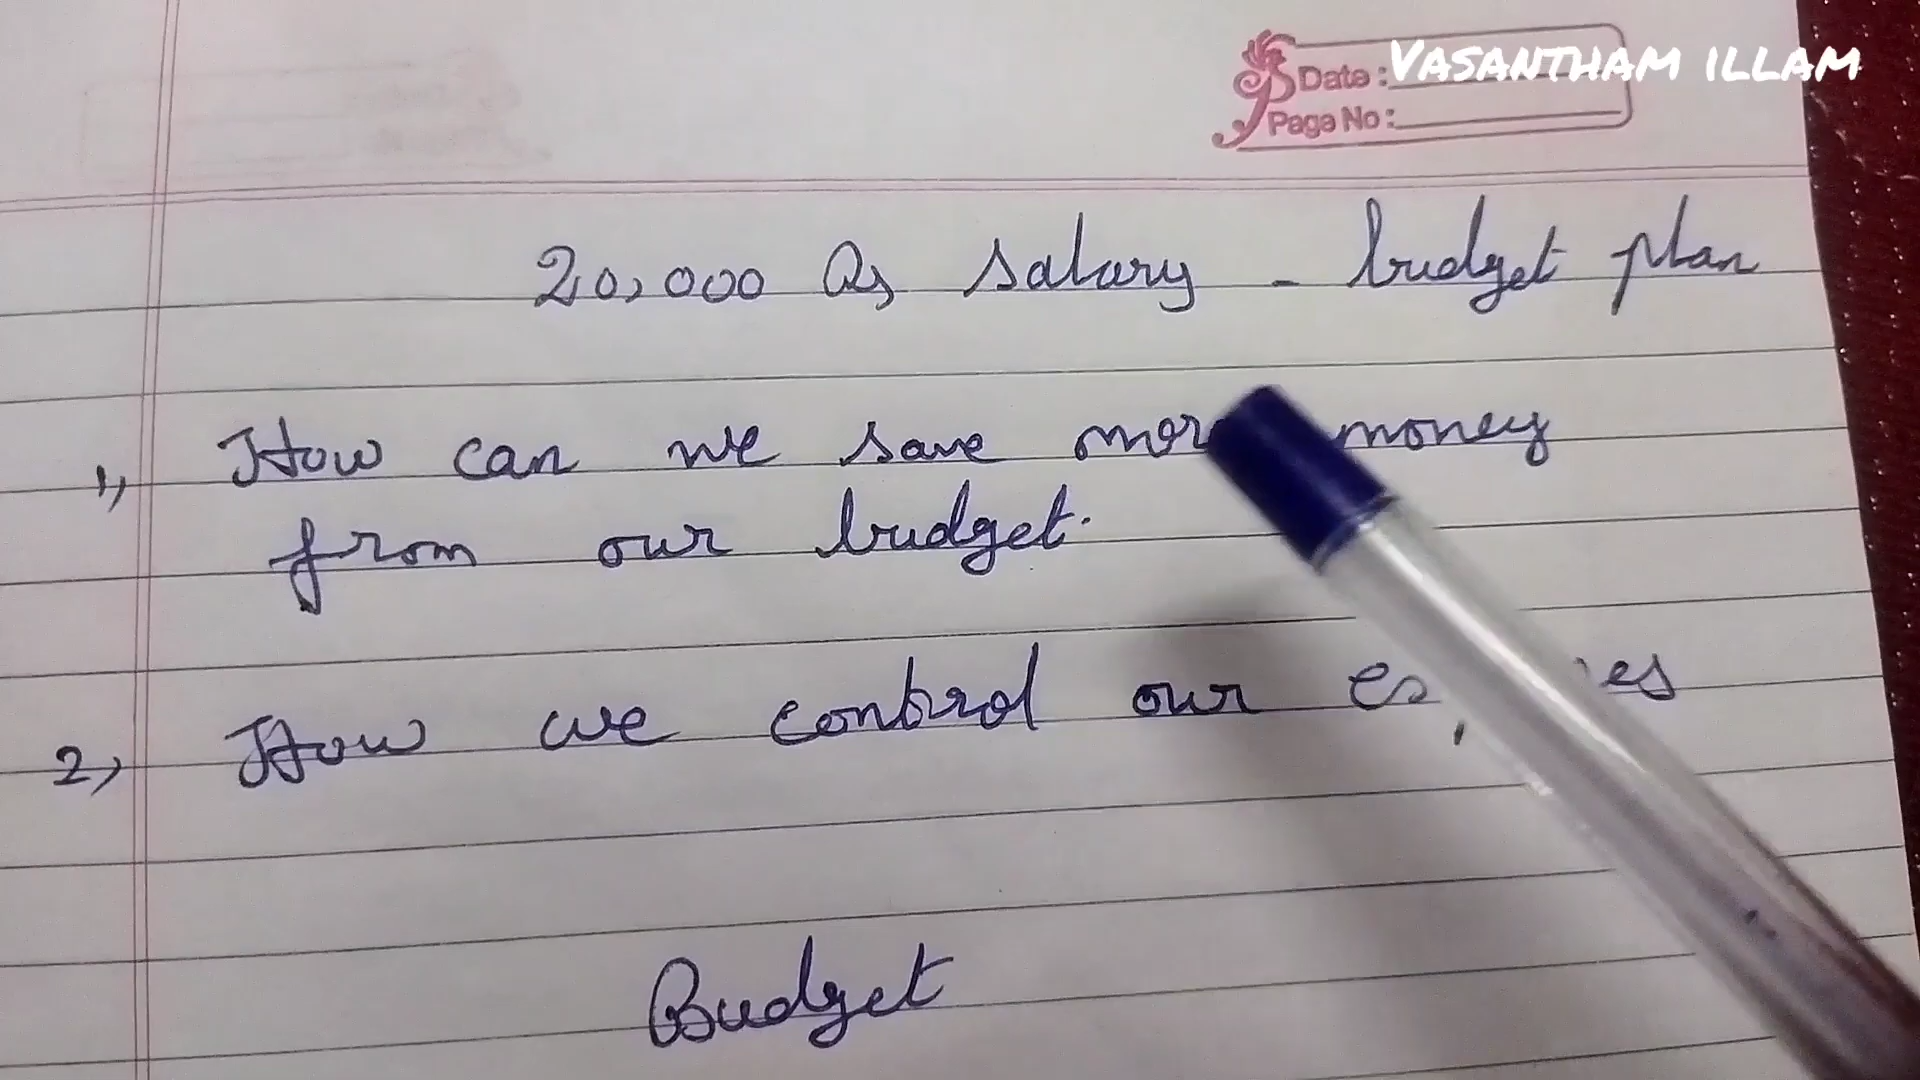 VASANTHAM ILLAM
Date :
Page No :
20,000 Rs salary - budget plan
1, How can we save money
from our budget.
2, How we control our
Budget